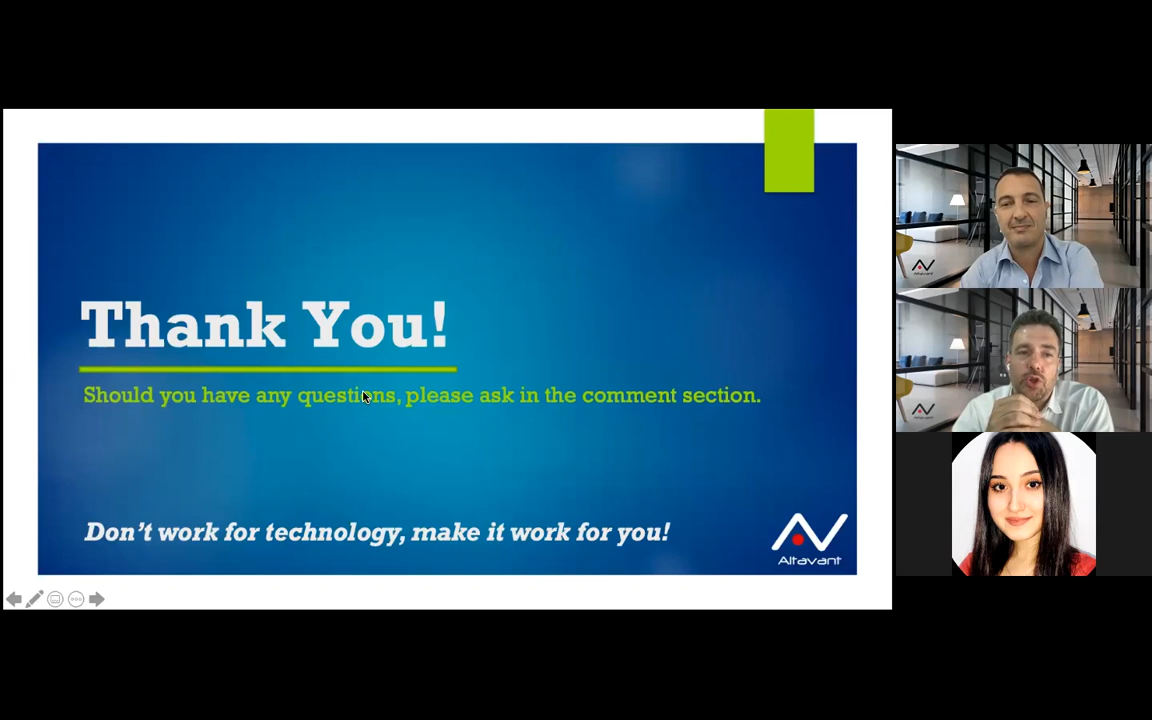 Thank You!
Should you have any questions, please ask in the comment section.
Don't work for technology, make it work for you!
Altavant